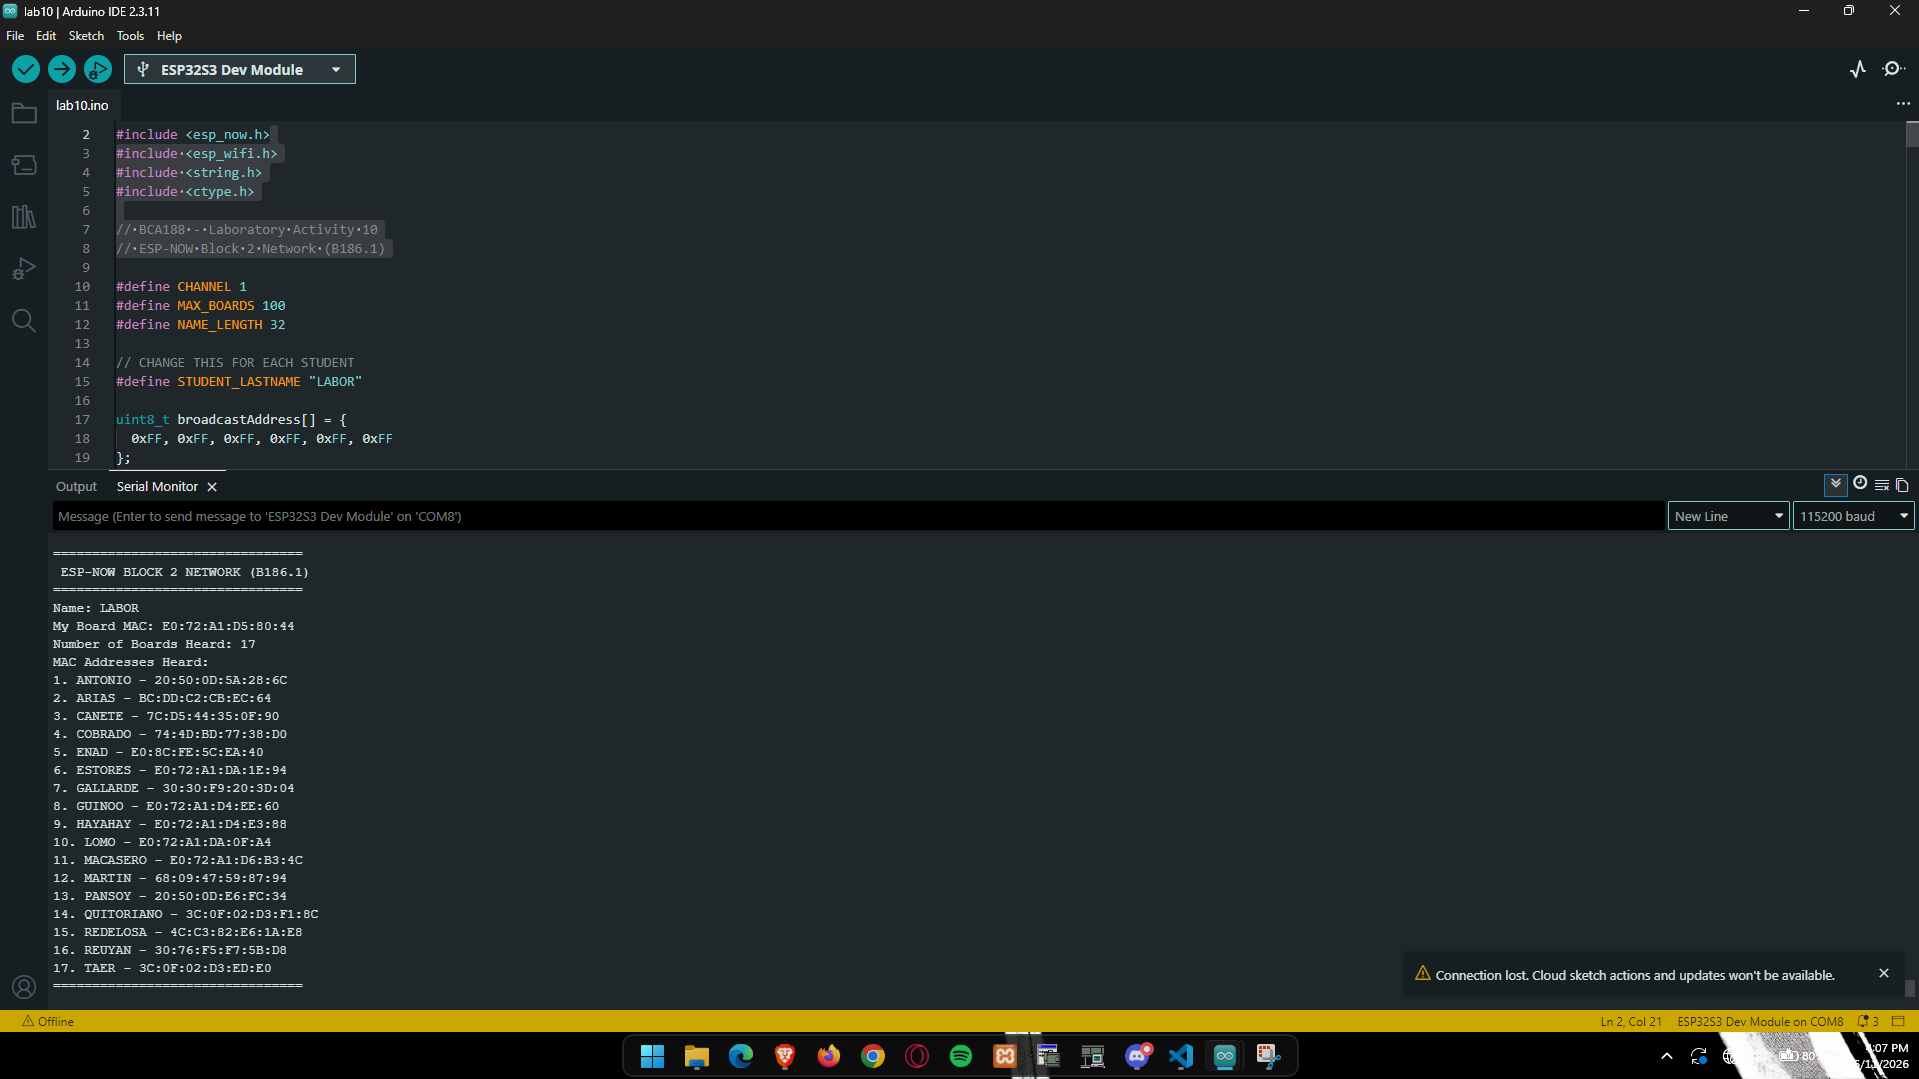 lab10 | Arduino IDE 2.3.11
File Edit Sketch Tools Help
ESP32S3 Dev Module
lab10.ino
2 #include <esp_now.h>
3 #include·<esp_wifi.h>
4 #include·<string.h>
5 #include·<ctype.h>
6
7 //·BCA188·-·Laboratory·Activity·10
8 //·ESP-NOW·Block·2·Network·(B186.1)
9
10 #define CHANNEL 1
11 #define MAX_BOARDS 100
12 #define NAME_LENGTH 32
13
14 // CHANGE THIS FOR EACH STUDENT
15 #define STUDENT_LASTNAME "LABOR"
16
17 uint8_t broadcastAddress[] = {
18 0xFF, 0xFF, 0xFF, 0xFF, 0xFF, 0xFF
19 };
Output Serial Monitor
Message (Enter to send message to 'ESP32S3 Dev Module' on 'COM8') New Line 115200 baud
================================
ESP-NOW BLOCK 2 NETWORK (B186.1)
================================
Name: LABOR
My Board MAC: E0:72:A1:D5:80:44
Number of Boards Heard: 17
MAC Addresses Heard:
1. ANTONIO - 20:50:0D:5A:28:6C
2. ARIAS - BC:DD:C2:CB:EC:64
3. CANETE - 7C:D5:44:35:0F:90
4. COBRADO - 74:4D:BD:77:38:D0
5. ENAD - E0:8C:FE:5C:EA:40
6. ESTORES - E0:72:A1:DA:1E:94
7. GALLARDE - 30:30:F9:20:3D:04
8. GUINOO - E0:72:A1:D4:EE:60
9. HAYAHAY - E0:72:A1:D4:E3:88
10. LOMO - E0:72:A1:DA:0F:A4
11. MACASERO - E0:72:A1:D6:B3:4C
12. MARTIN - 68:09:47:59:87:94
13. PANSOY - 20:50:0D:E6:FC:34
14. QUITORIANO - 3C:0F:02:D3:F1:8C
15. REDELOSA - 4C:C3:82:E6:1A:E8
16. REUYAN - 30:76:F5:F7:5B:D8
17. TAER - 3C:0F:02:D3:ED:E0
================================
Connection lost. Cloud sketch actions and updates won't be available.
Offline
Ln 2, Col 21 ESP32S3 Dev Module on COM8 3
4:07 PM